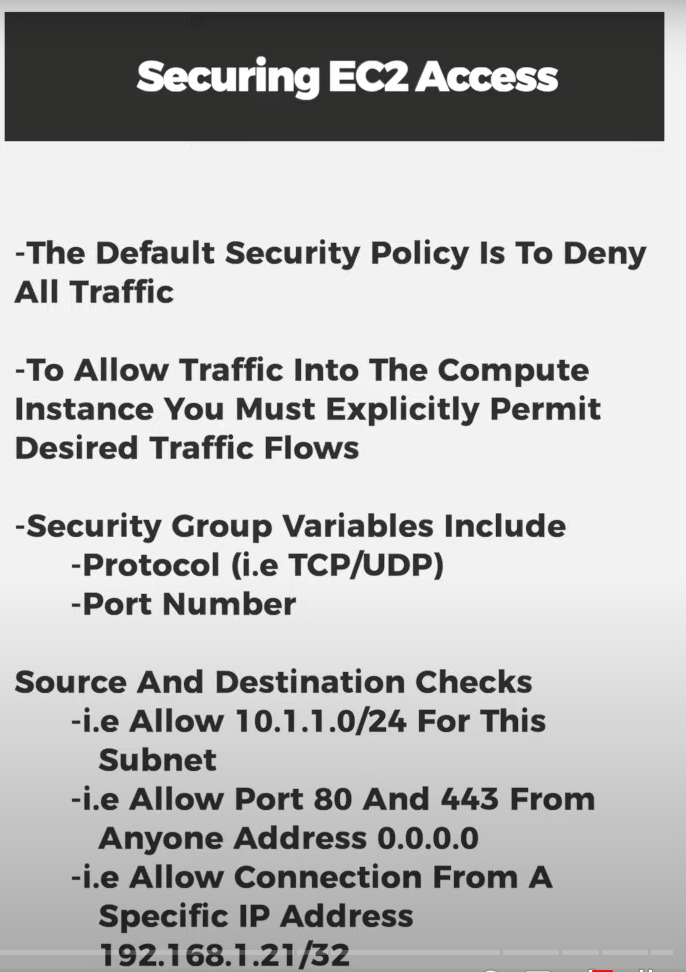 Securing EC2 Access
-The Default Security Policy Is To Deny
All Traffic
-To Allow Traffic Into The Compute
Instance You Must Explicitly Permit
Desired Traffic Flows
-Security Group Variables Include
-Protocol (i.e TCP/UDP)
-Port Number
Source And Destination Checks
-i.e Allow 10.1.1.0/24 For This
Subnet
-i.e Allow Port 80 And 443 From
Anyone Address 0.0.0.0
-i.e Allow Connection From A
Specific IP Address
192.168.1.21/32